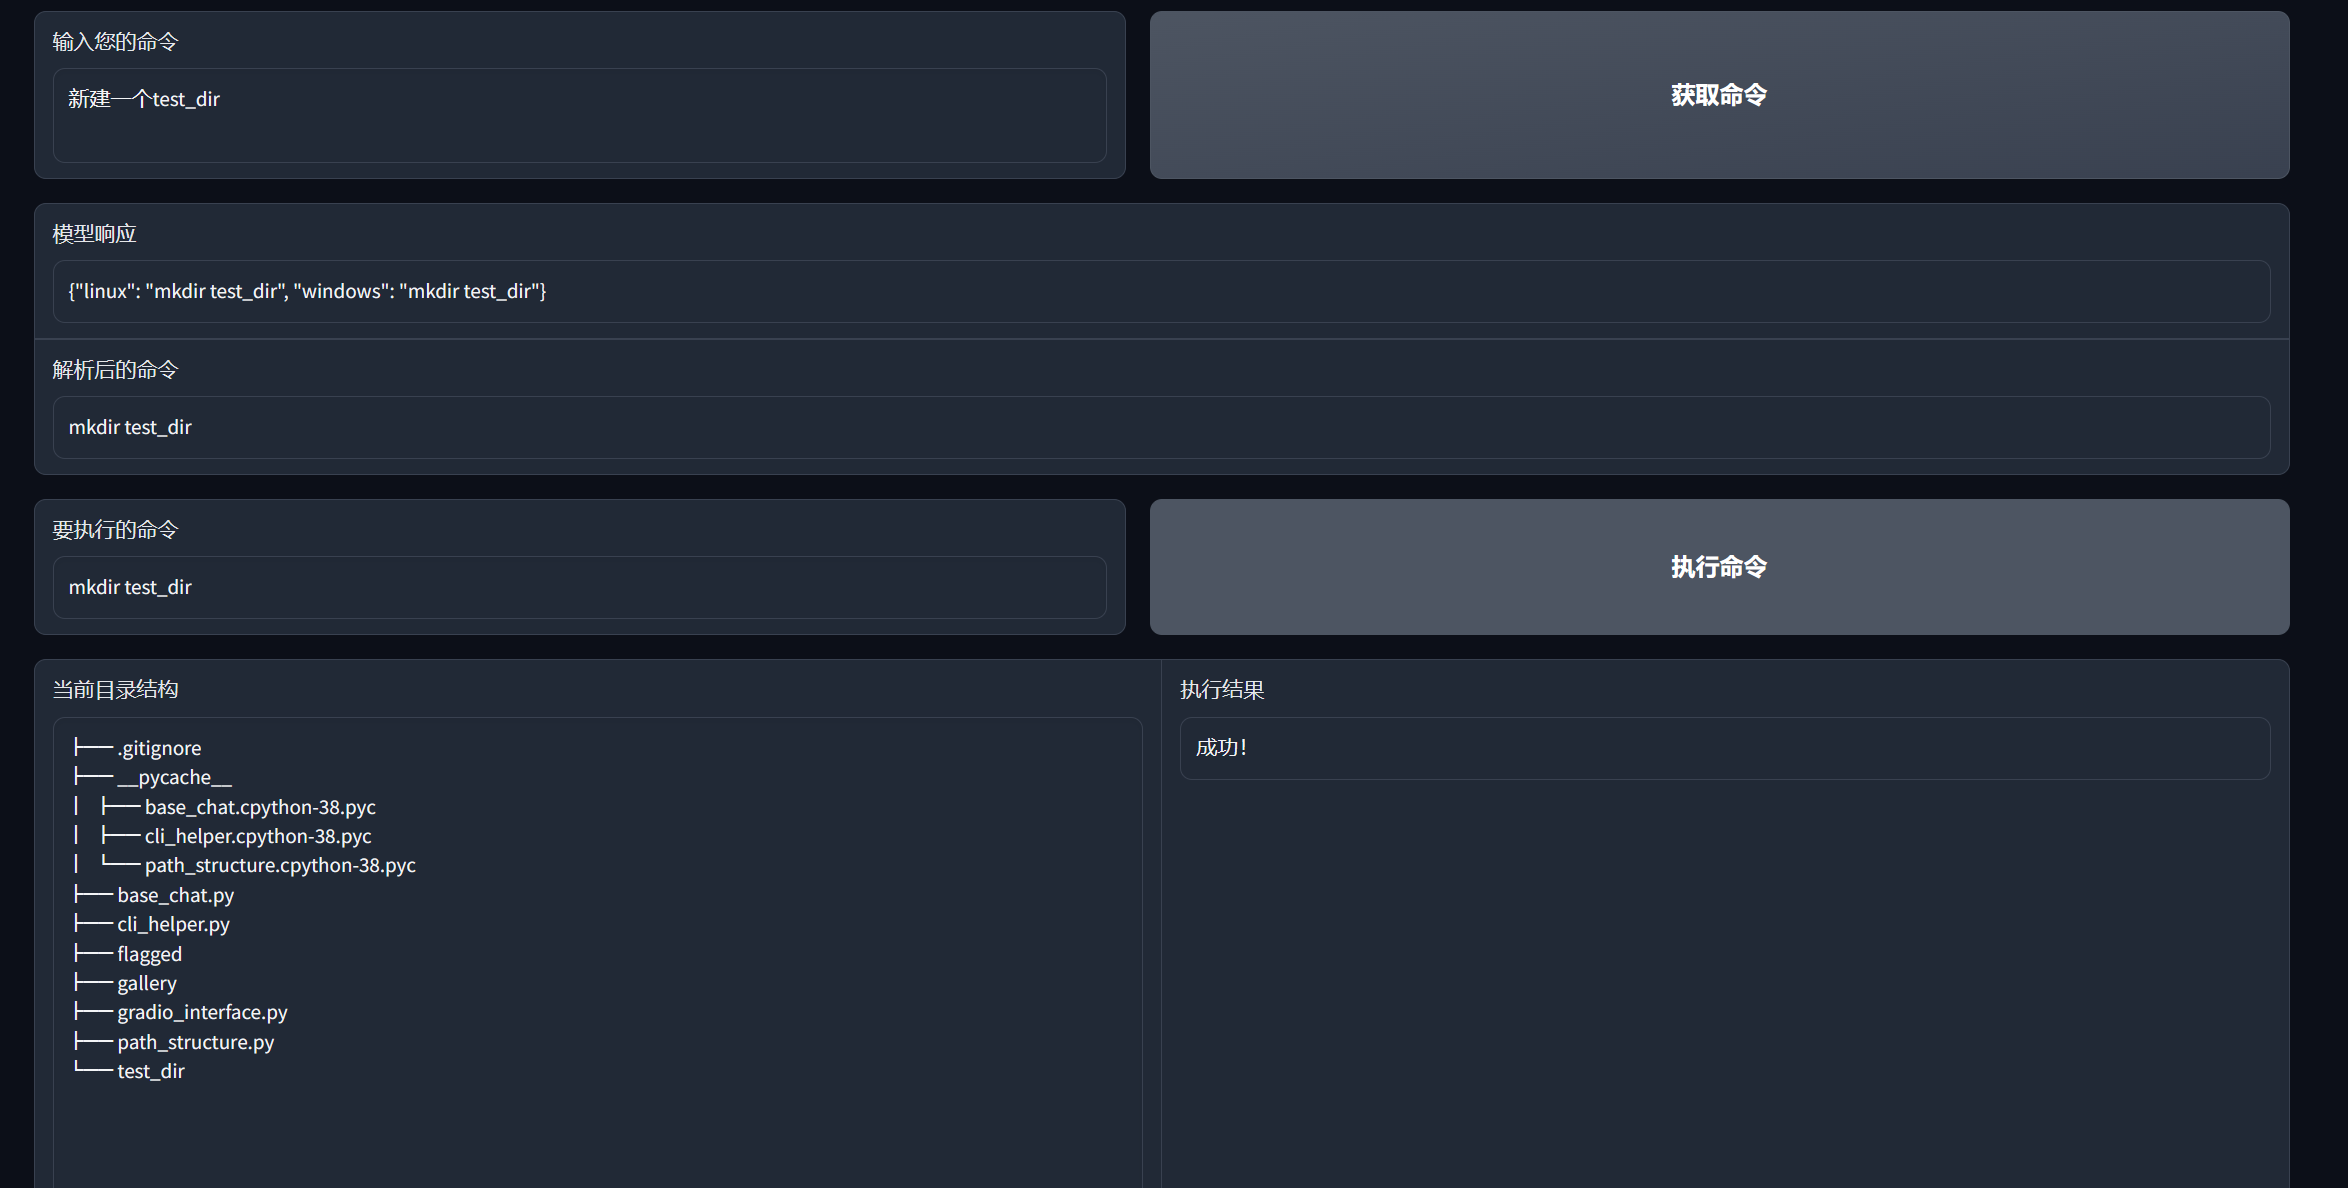 输入您的命令
新建一个test_dir
获取命令
模型响应
{"linux": "mkdir test_dir", "windows": "mkdir test_dir"}
解析后的命令
mkdir test_dir
要执行的命令
mkdir test_dir
执行命令
当前目录结构
├── .gitignore
├── __pycache__
│   ├── base_chat.cpython-38.pyc
│   ├── cli_helper.cpython-38.pyc
│   └── path_structure.cpython-38.pyc
├── base_chat.py
├── cli_helper.py
├── flagged
├── gallery
├── gradio_interface.py
├── path_structure.py
└── test_dir
执行结果
成功!